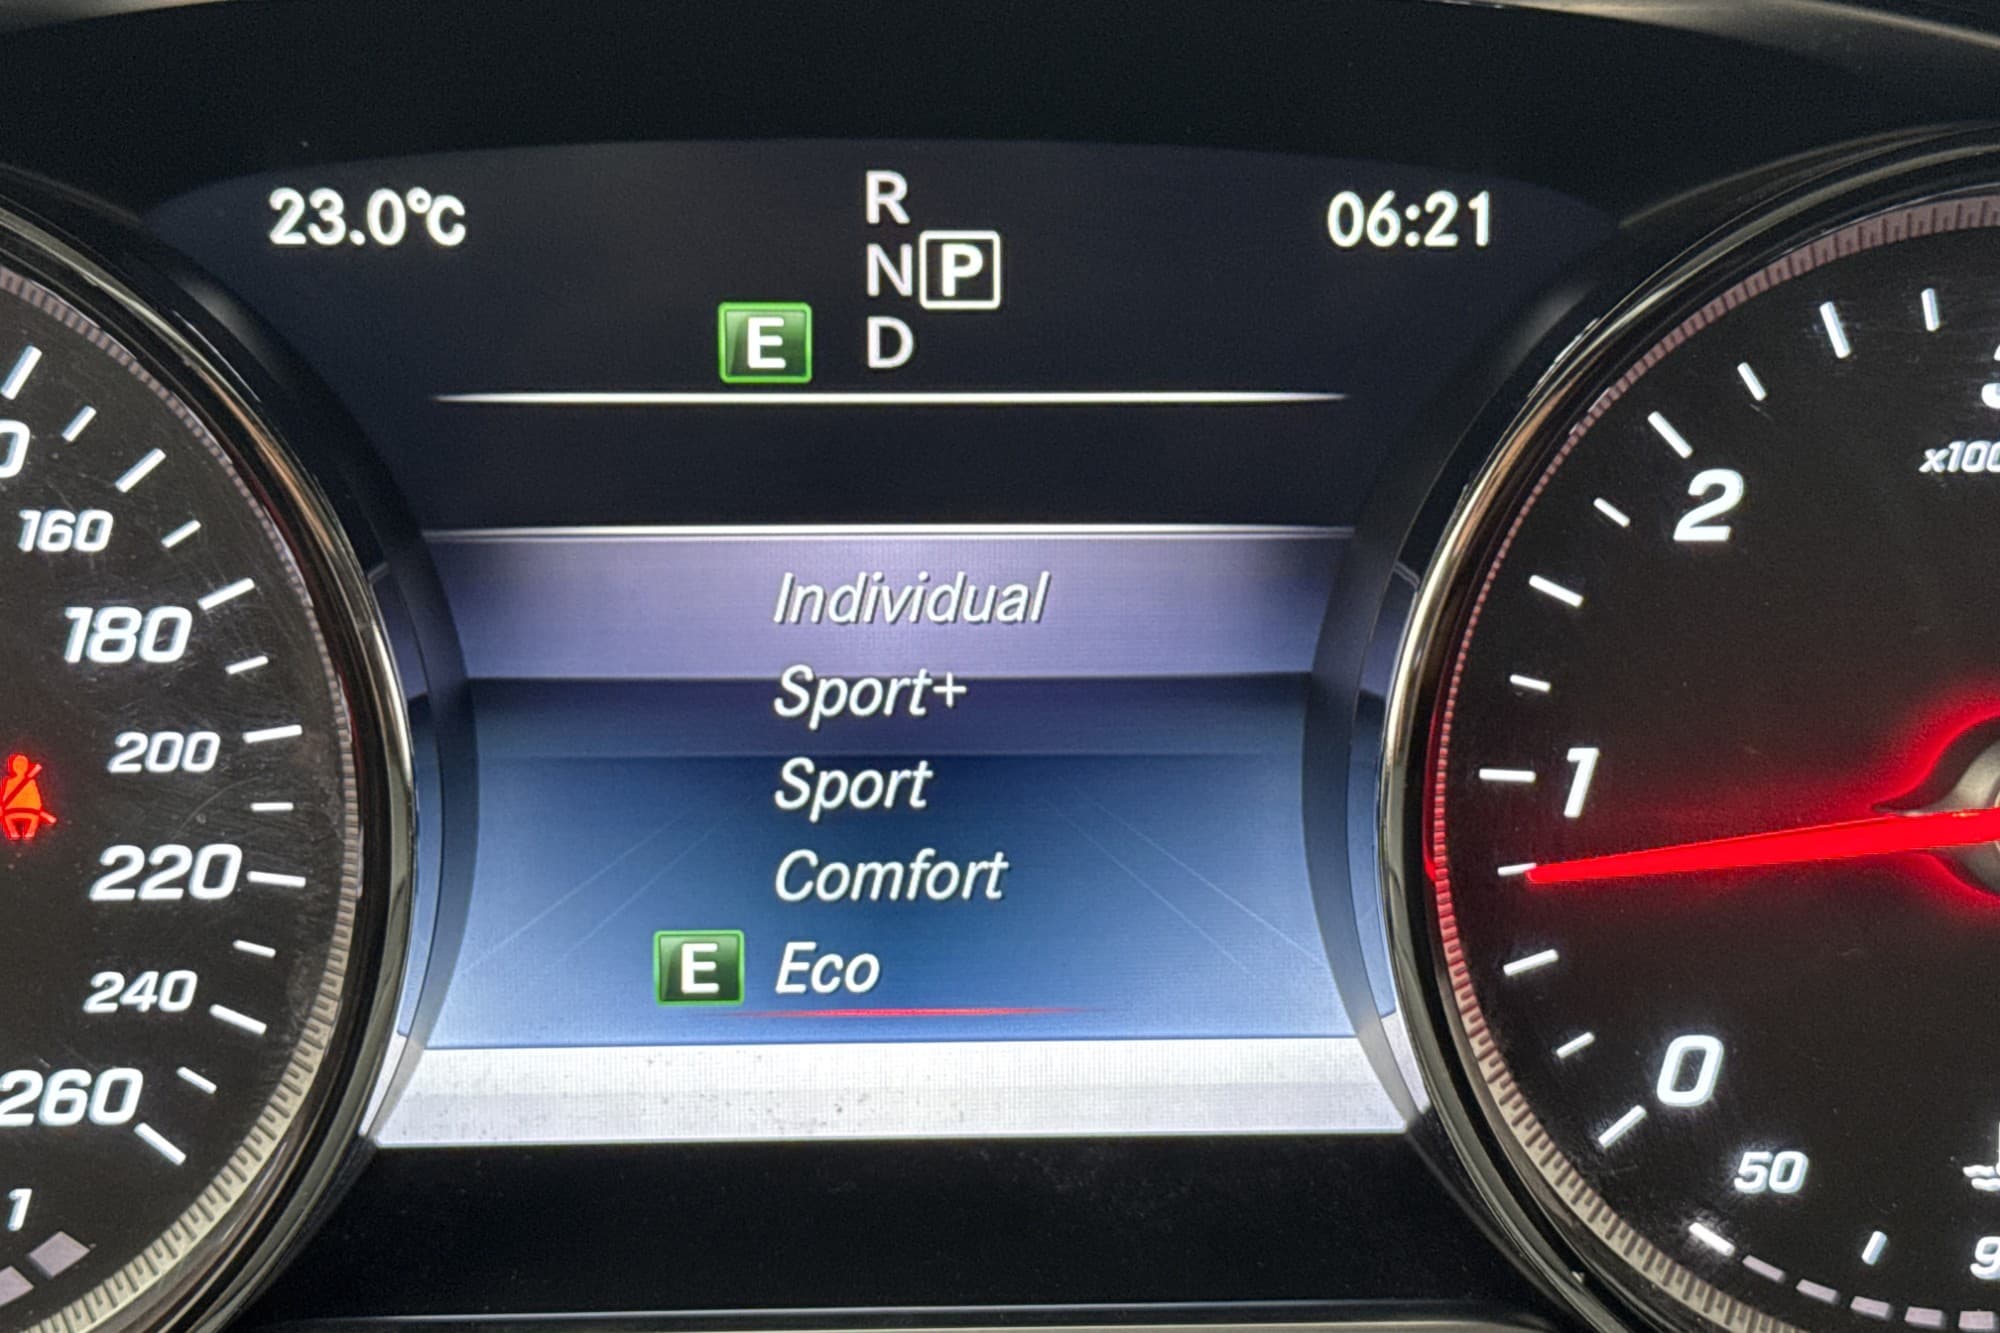 23.0°C
R
06:21
N P
E D
Individual
Sport+
Sport
Comfort
E Eco
160
180
200
220
240
260
1
2
1
0
50